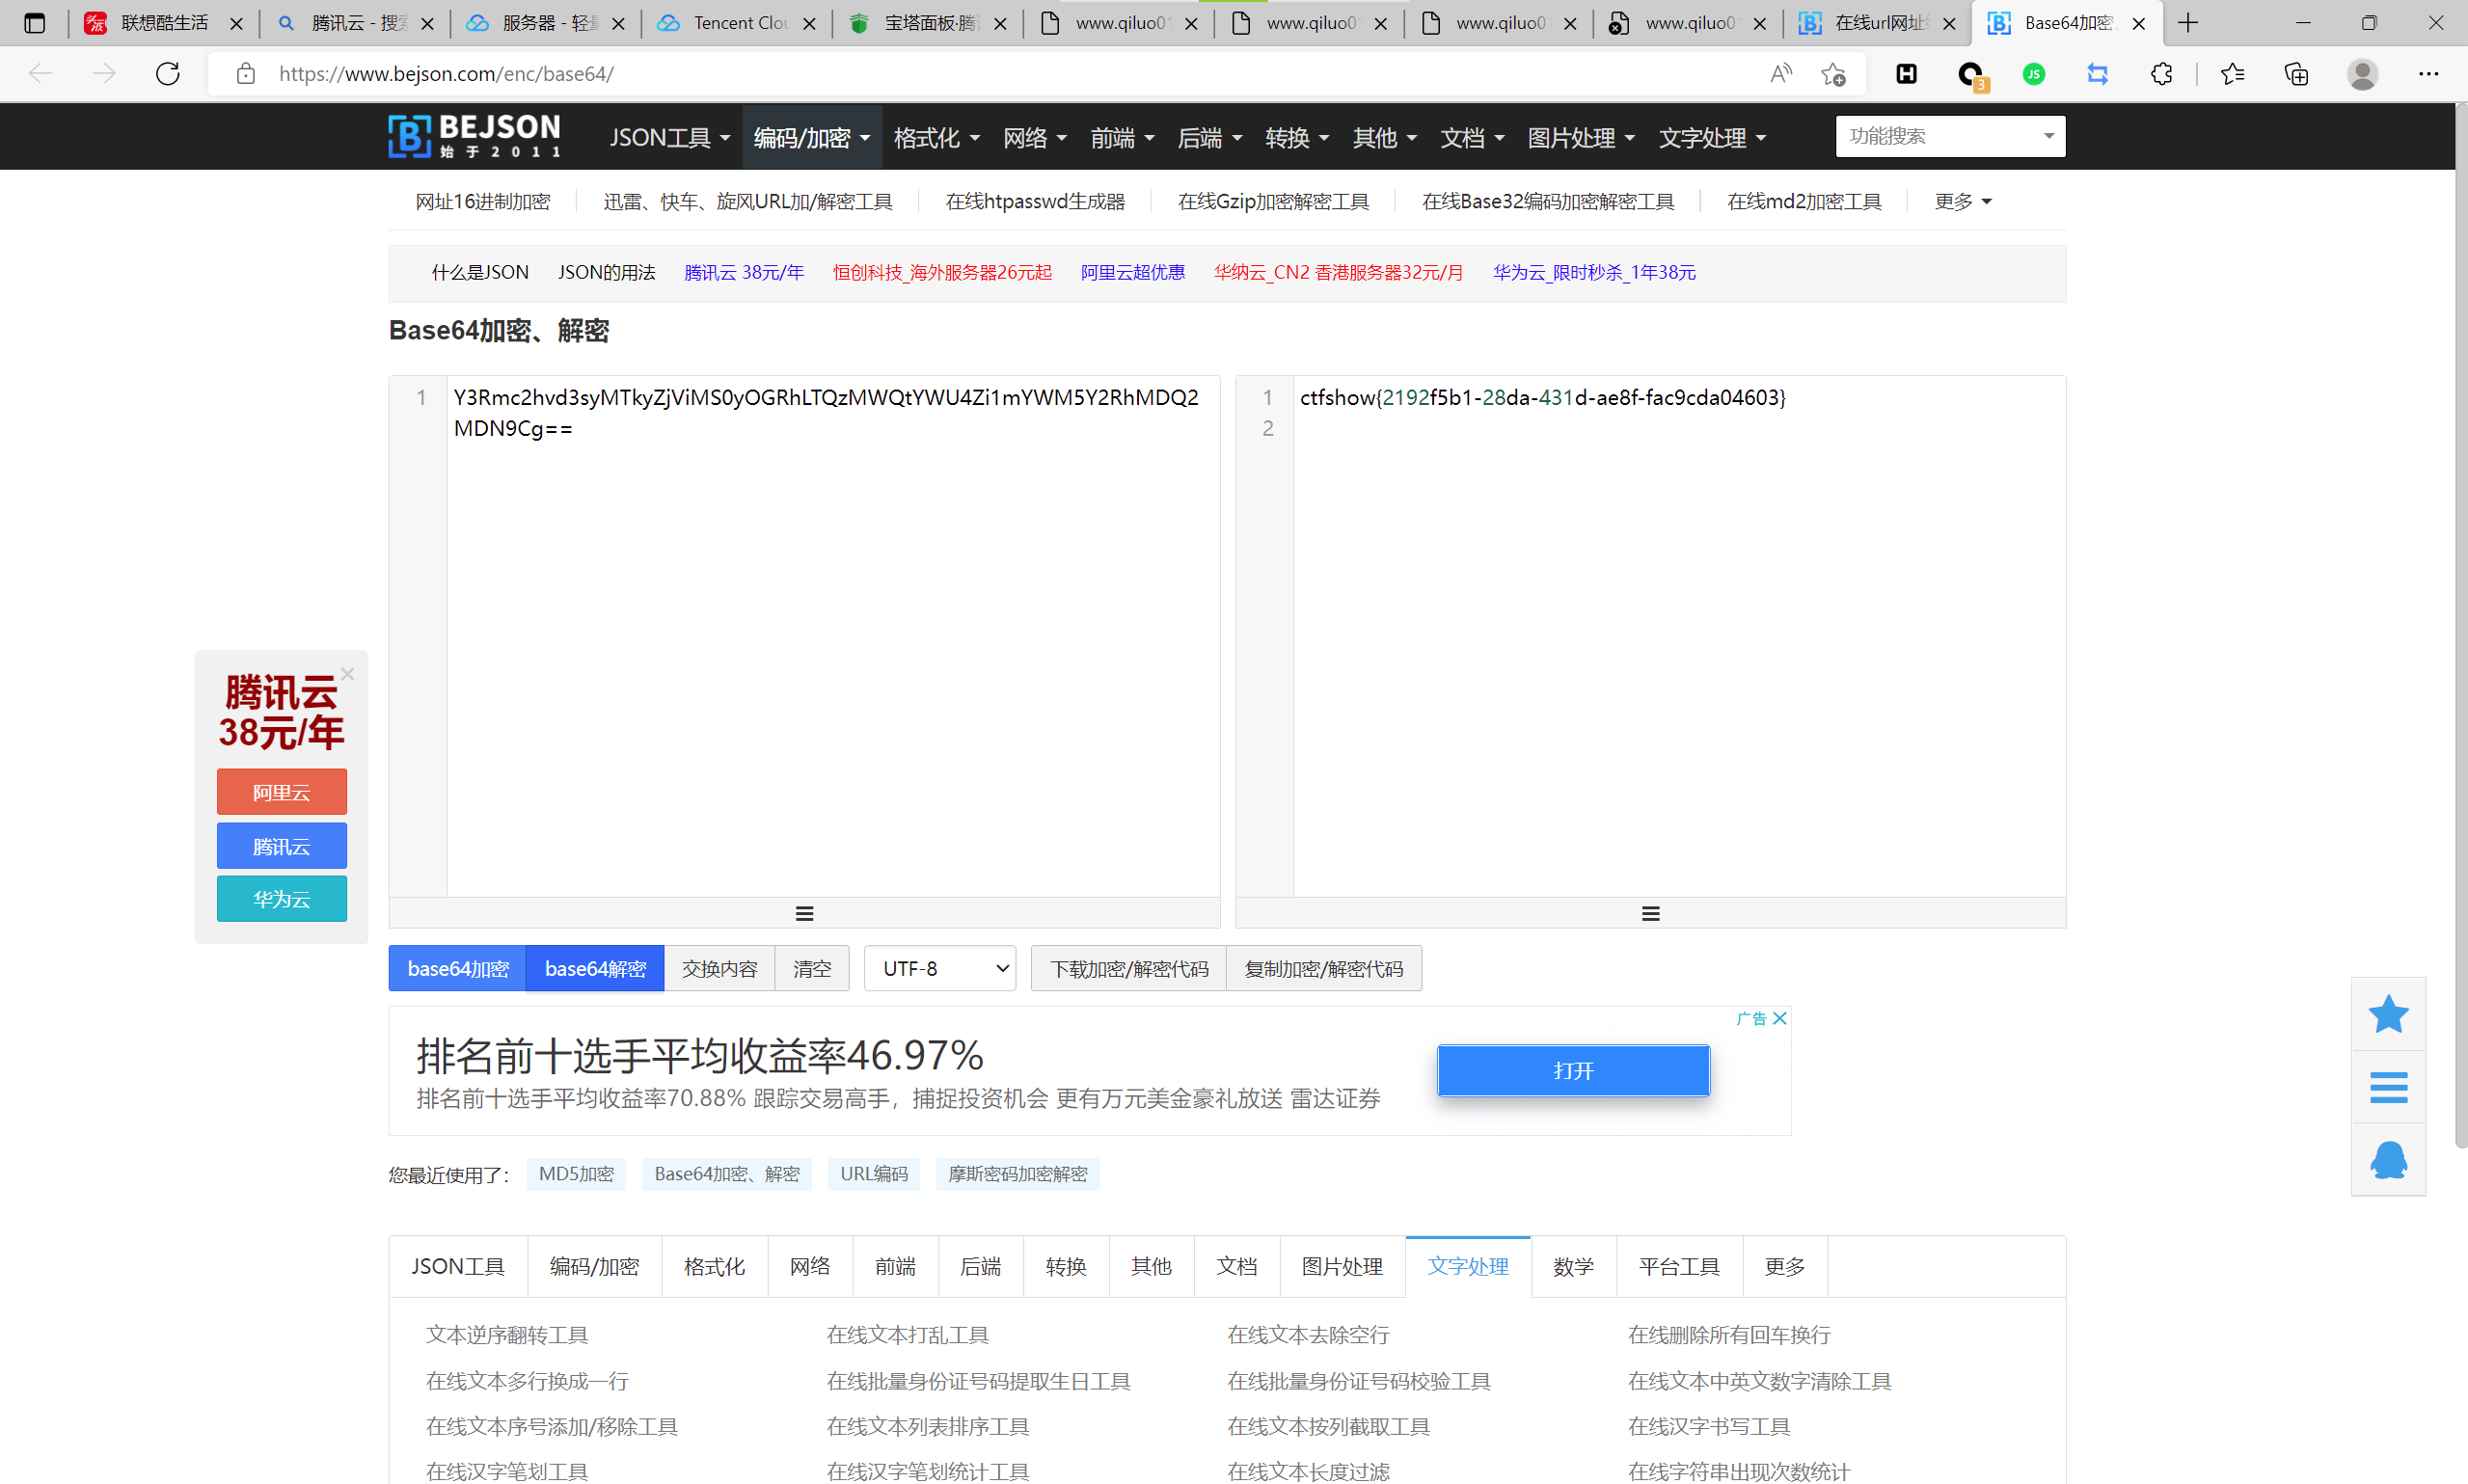 联想酷生活
腾讯云 - 搜索
服务器 - 轻量
Tencent Clou
宝塔面板·腾讯
www.qiluo01
www.qiluo01
www.qiluo0
www.qiluo01
在线url网址
Base64加密、
https://www.bejson.com/enc/base64/
3
JS
BEJSON
始于2011
JSON工具 编码/加密 格式化 网络 前端 后端 转换 其他 文档 图片处理 文字处理
功能搜索
网址16进制加密 迅雷、快车、旋风URL加/解密工具 在线htpasswd生成器 在线Gzip加密解密工具 在线Base32编码加密解密工具 在线md2加密工具 更多
什么是JSON JSON的用法 腾讯云 38元/年 恒创科技_海外服务器26元起 阿里云超优惠 华纳云_CN2 香港服务器32元/月 华为云_限时秒杀_1年38元
Base64加密、解密
1 Y3Rmc2hvd3syMTkyZjViMS0yOGRhLTQzMWQtYWU4Zi1mYWM5Y2RhMDQ2
MDN9Cg==
1 ctfshow{2192f5b1-28da-431d-ae8f-fac9cda04603}
2
腾讯云
38元/年
阿里云
腾讯云
华为云
base64加密 base64解密 交换内容 清空 UTF-8 下载加密/解密代码 复制加密/解密代码
广告
排名前十选手平均收益率46.97%
排名前十选手平均收益率70.88% 跟踪交易高手，捕捉投资机会 更有万元美金豪礼放送 雷达证券
打开
您最近使用了： MD5加密 Base64加密、解密 URL编码 摩斯密码加密解密
JSON工具 编码/加密 格式化 网络 前端 后端 转换 其他 文档 图片处理 文字处理 数学 平台工具 更多
文本逆序翻转工具 在线文本打乱工具 在线文本去除空行 在线删除所有回车换行
在线文本多行换成一行 在线批量身份证号码提取生日工具 在线批量身份证号码校验工具 在线文本中英文数字清除工具
在线文本序号添加/移除工具 在线文本列表排序工具 在线文本按列截取工具 在线汉字书写工具
在线汉字笔划工具 在线汉字笔划统计工具 在线文本长度过滤 在线字符串出现次数统计